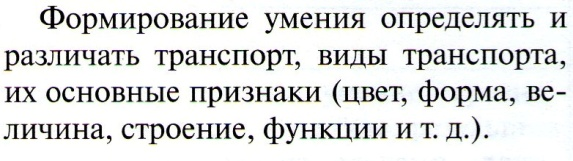 Формирование умения определять и
различать транспорт, виды транспорта,
их основные признаки (цвет, форма, ве-
личина, строение, функции и т. д.).